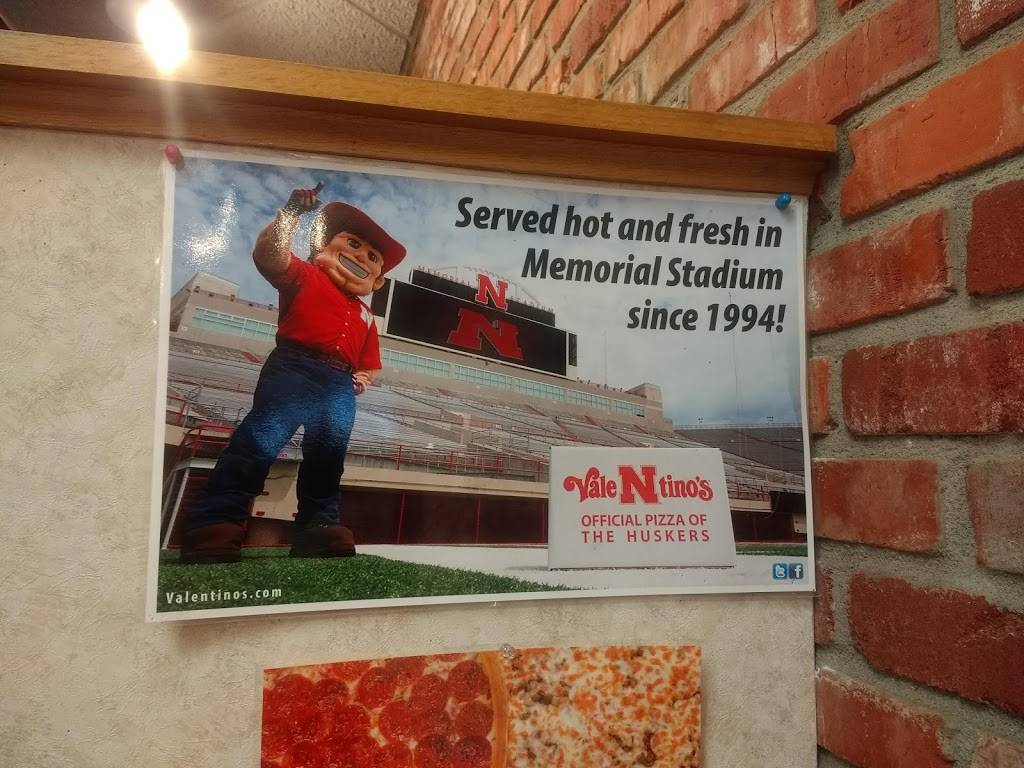 Served hot and fresh in
Memorial Stadium
since 1994!
N
N
ValeNtino's
OFFICIAL PIZZA OF
THE HUSKERS
Valentinos.com